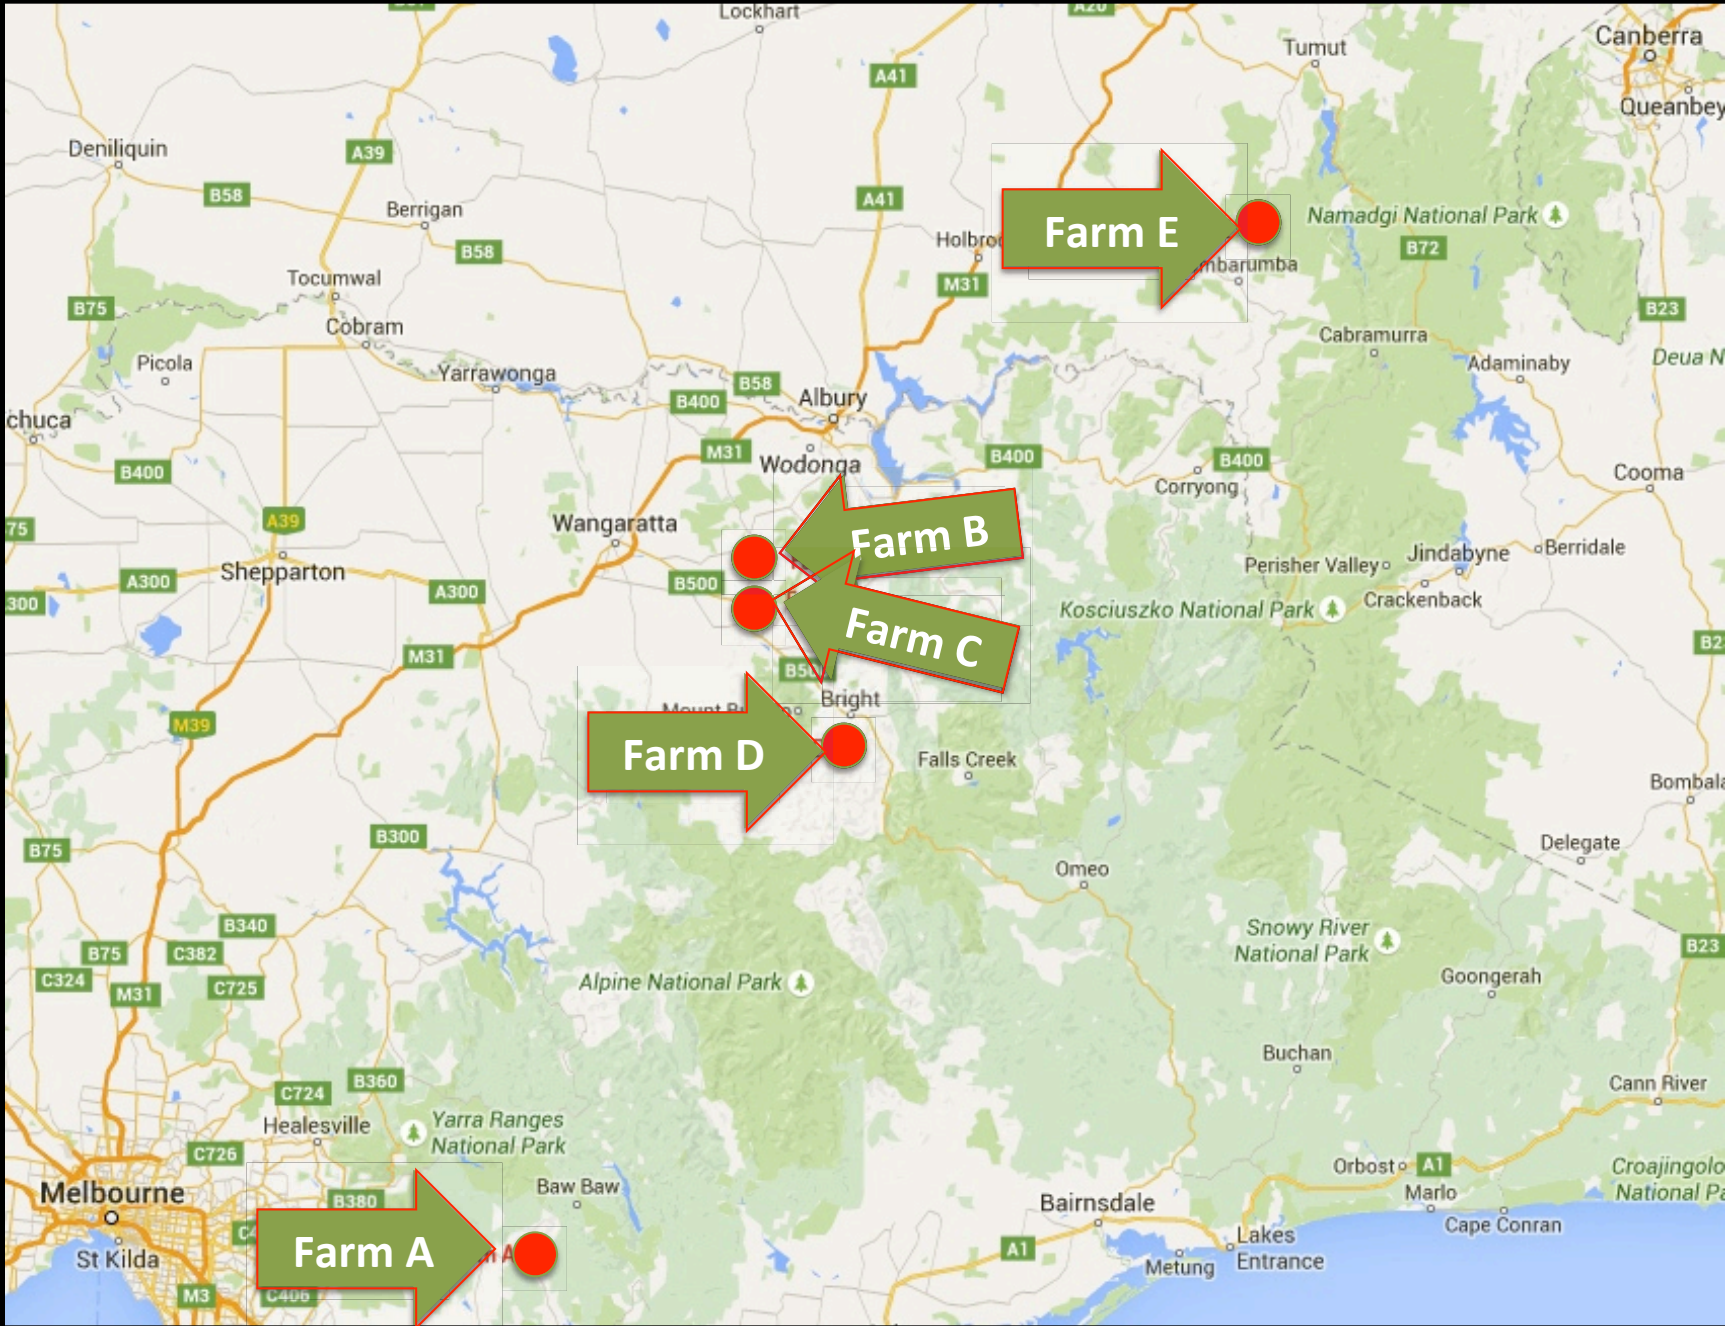 Lockhart
A20
Tumut
Canberra
A41
Queanbey
Deniliquin
A39
B58
A41
Berrigan
Namadgi National Park
Farm E
Holbro
B58
B72
mbarumba
Tocumwal
M31
B75
B23
Cobram
Cabramurra
Picola
Adaminaby
Deua N
Yarrawonga
B58
B400
Albury
chuca
M31
B400
Wodonga
B400
B400
Cooma
Corryong
75
A39
Wangaratta
Farm B
Shepparton
Jindabyne
Berridale
Perisher Valley
A300
B500
A300
300
Crackenback
Kosciuszko National Park
Farm C
B2
M31
Bright
M39
Farm D
Falls Creek
Bombala
B300
B75
Delegate
Omeo
B340
Snowy River
National Park
B75
C382
B23
C324
C725
M31
Alpine National Park
Goongerah
Buchan
B360
C724
Cann River
Healesville
Yarra Ranges
National Park
C726
Orbost
A1
Croajingolo
National Pa
Melbourne
B380
Baw Baw
Marlo
Bairnsdale
Cape Conran
Farm A
St Kilda
A1
Lakes
Entrance
Metung
M3
C406